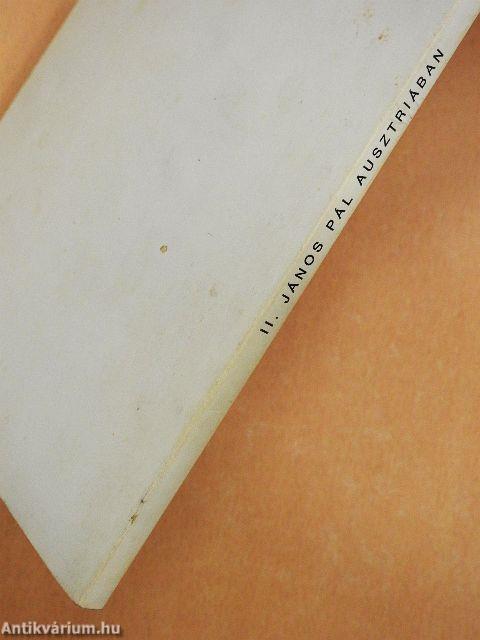 II. JÁNOS PÁL AUSZTRIÁBAN
Antikvárium.hu